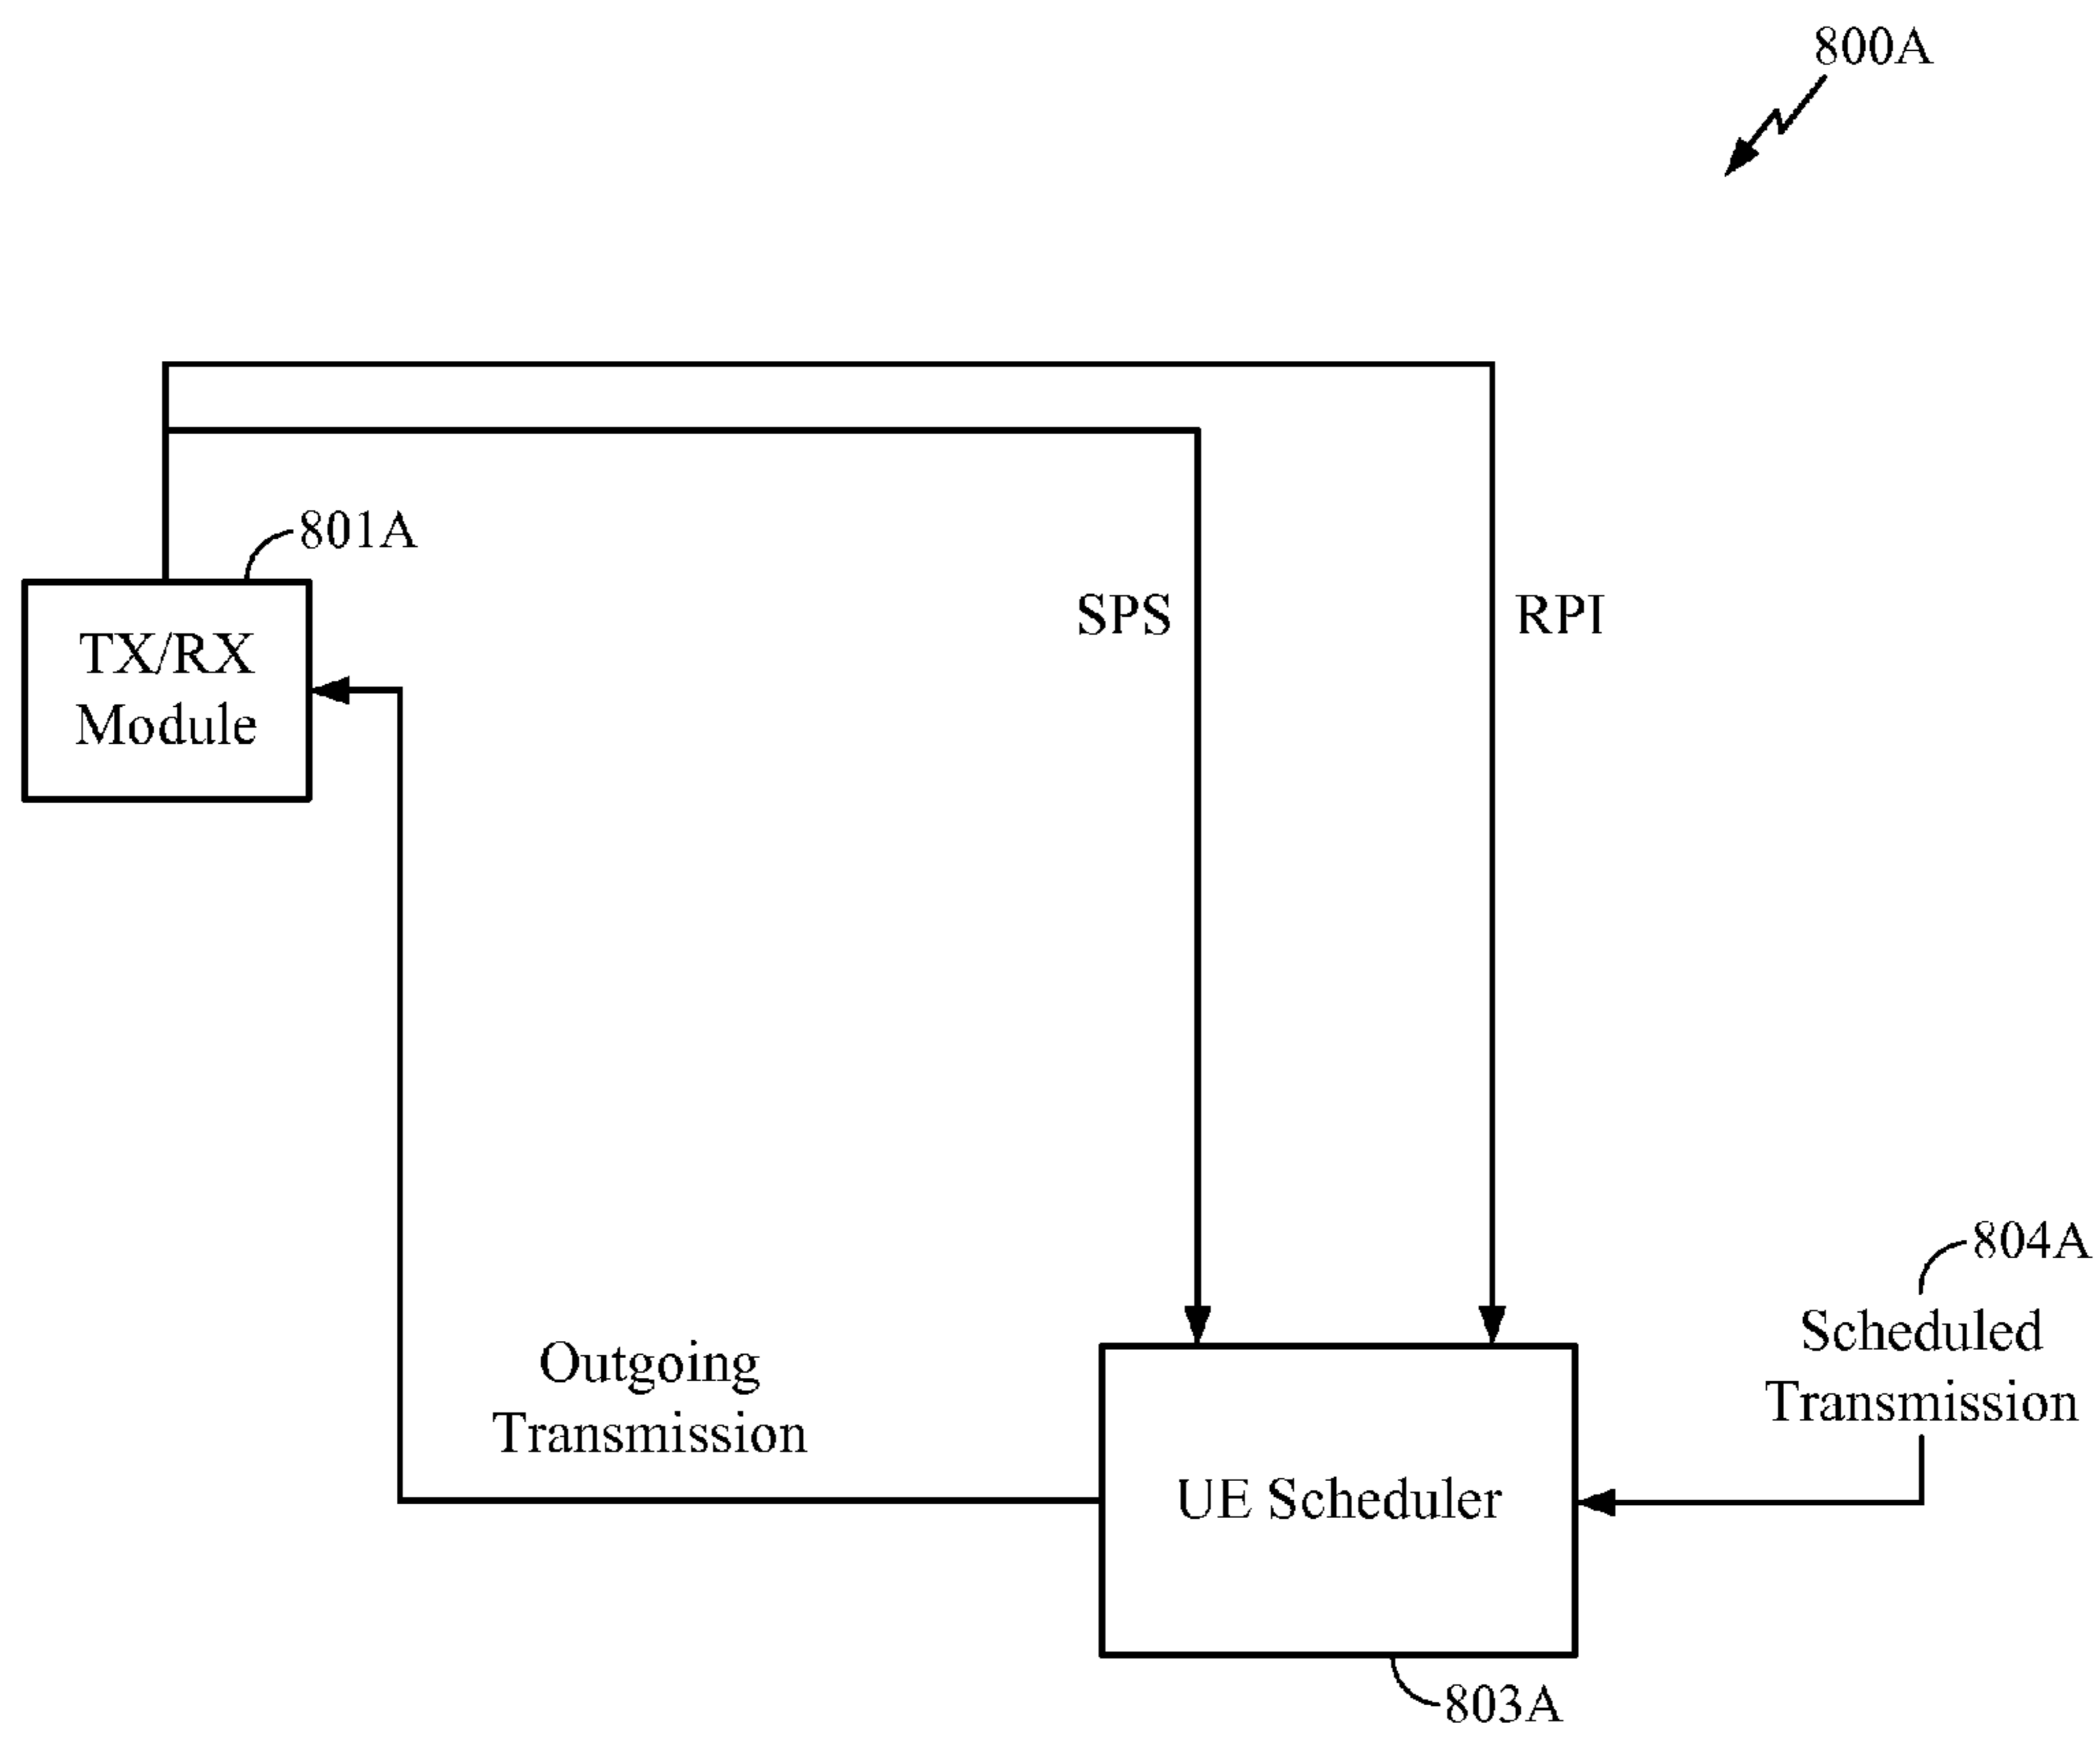 800A
801A
TX/RX
Module
SPS
RPI
804A
Scheduled
Transmission
Outgoing
Transmission
UE Scheduler
803A